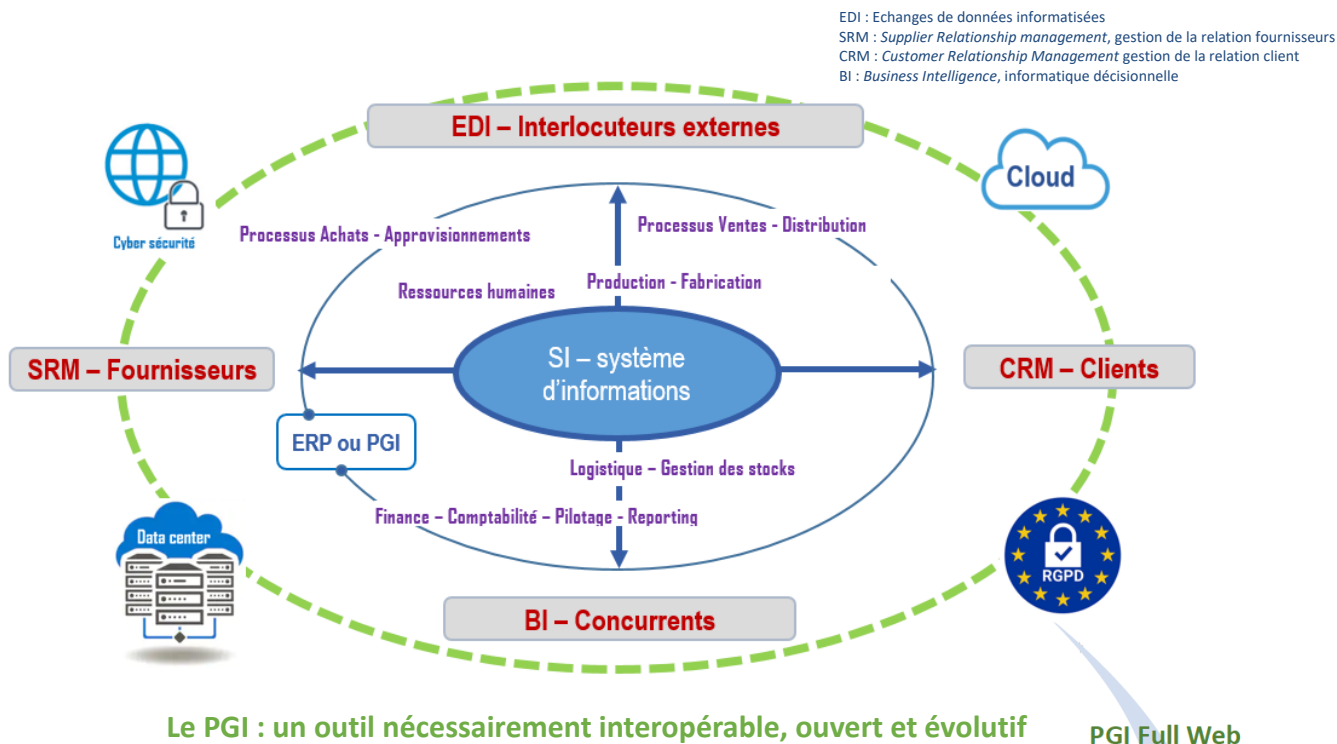 EDI : Echanges de données informatisées
SRM : Supplier Relationship management, gestion de la relation fournisseurs
CRM : Customer Relationship Management gestion de la relation client
BI : Business Intelligence, informatique décisionnelle
EDI – Interlocuteurs externes
Cyber sécurité
Cloud
Processus Achats - Approvisionnements
Processus Ventes - Distribution
Ressources humaines
Production - Fabrication
SRM – Fournisseurs
SI – système
d'informations
CRM – Clients
ERP ou PGI
Logistique – Gestion des stocks
Finance – Comptabilité – Pilotage - Reporting
Data center
RGPD
BI – Concurrents
Le PGI : un outil nécessairement interopérable, ouvert et évolutif
PGI Full Web